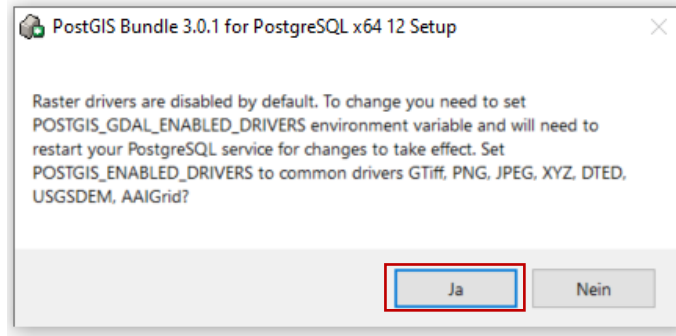 PostGIS Bundle 3.0.1 for PostgreSQL x64 12 Setup
Raster drivers are disabled by default. To change you need to set
POSTGIS_GDAL_ENABLED_DRIVERS environment variable and will need to
restart your PostgreSQL service for changes to take effect. Set
POSTGIS_ENABLED_DRIVERS to common drivers GTiff, PNG, JPEG, XYZ, DTED,
USGSDEM, AAIGrid?
Ja Nein